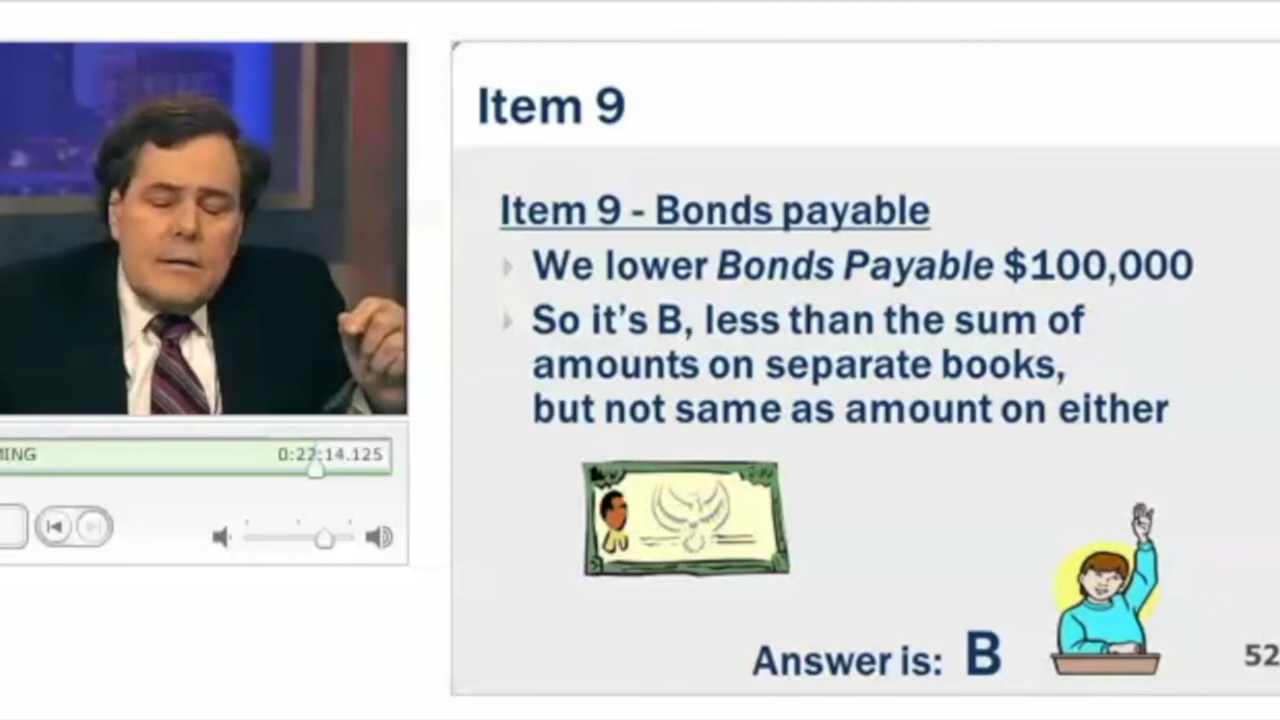 Item 9
Item 9 - Bonds payable
We lower Bonds Payable $100,000
So it's B, less than the sum of
amounts on separate books,
but not same as amount on either
MING 0:22:14.125
Answer is: B
52